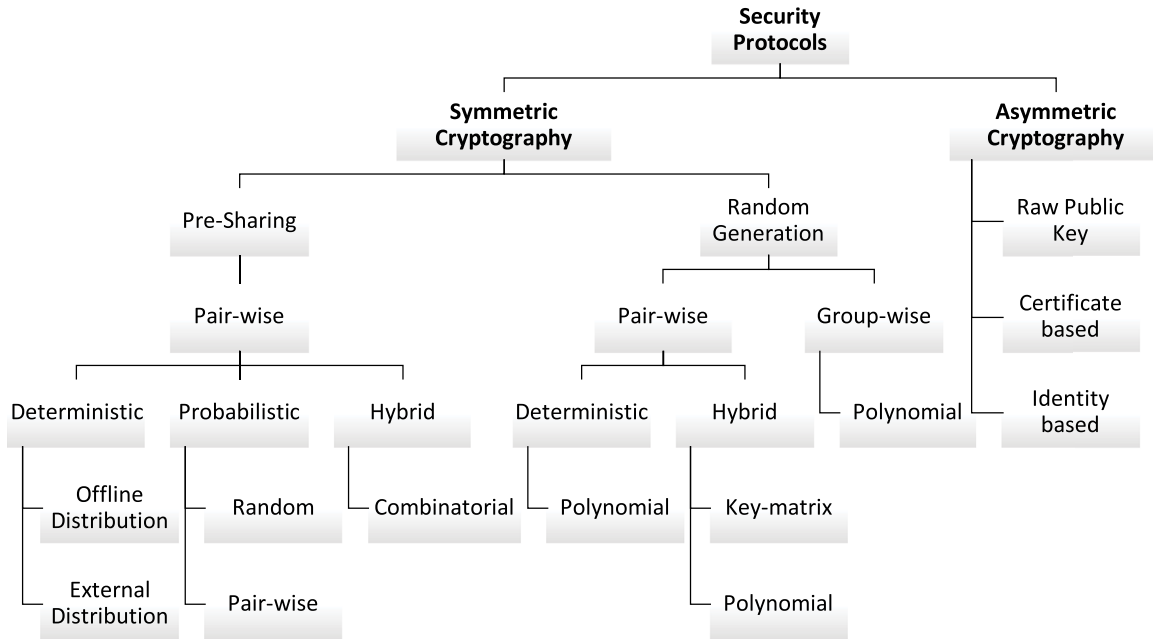 Security
Protocols
Symmetric
Cryptography
Asymmetric
Cryptography
Pre-Sharing
Random
Generation
Raw Public
Key
Pair-wise
Pair-wise
Group-wise
Certificate
based
Deterministic
Probabilistic
Hybrid
Deterministic
Hybrid
Polynomial
Identity
based
Offline
Distribution
Random
Combinatorial
Polynomial
Key-matrix
External
Distribution
Pair-wise
Polynomial